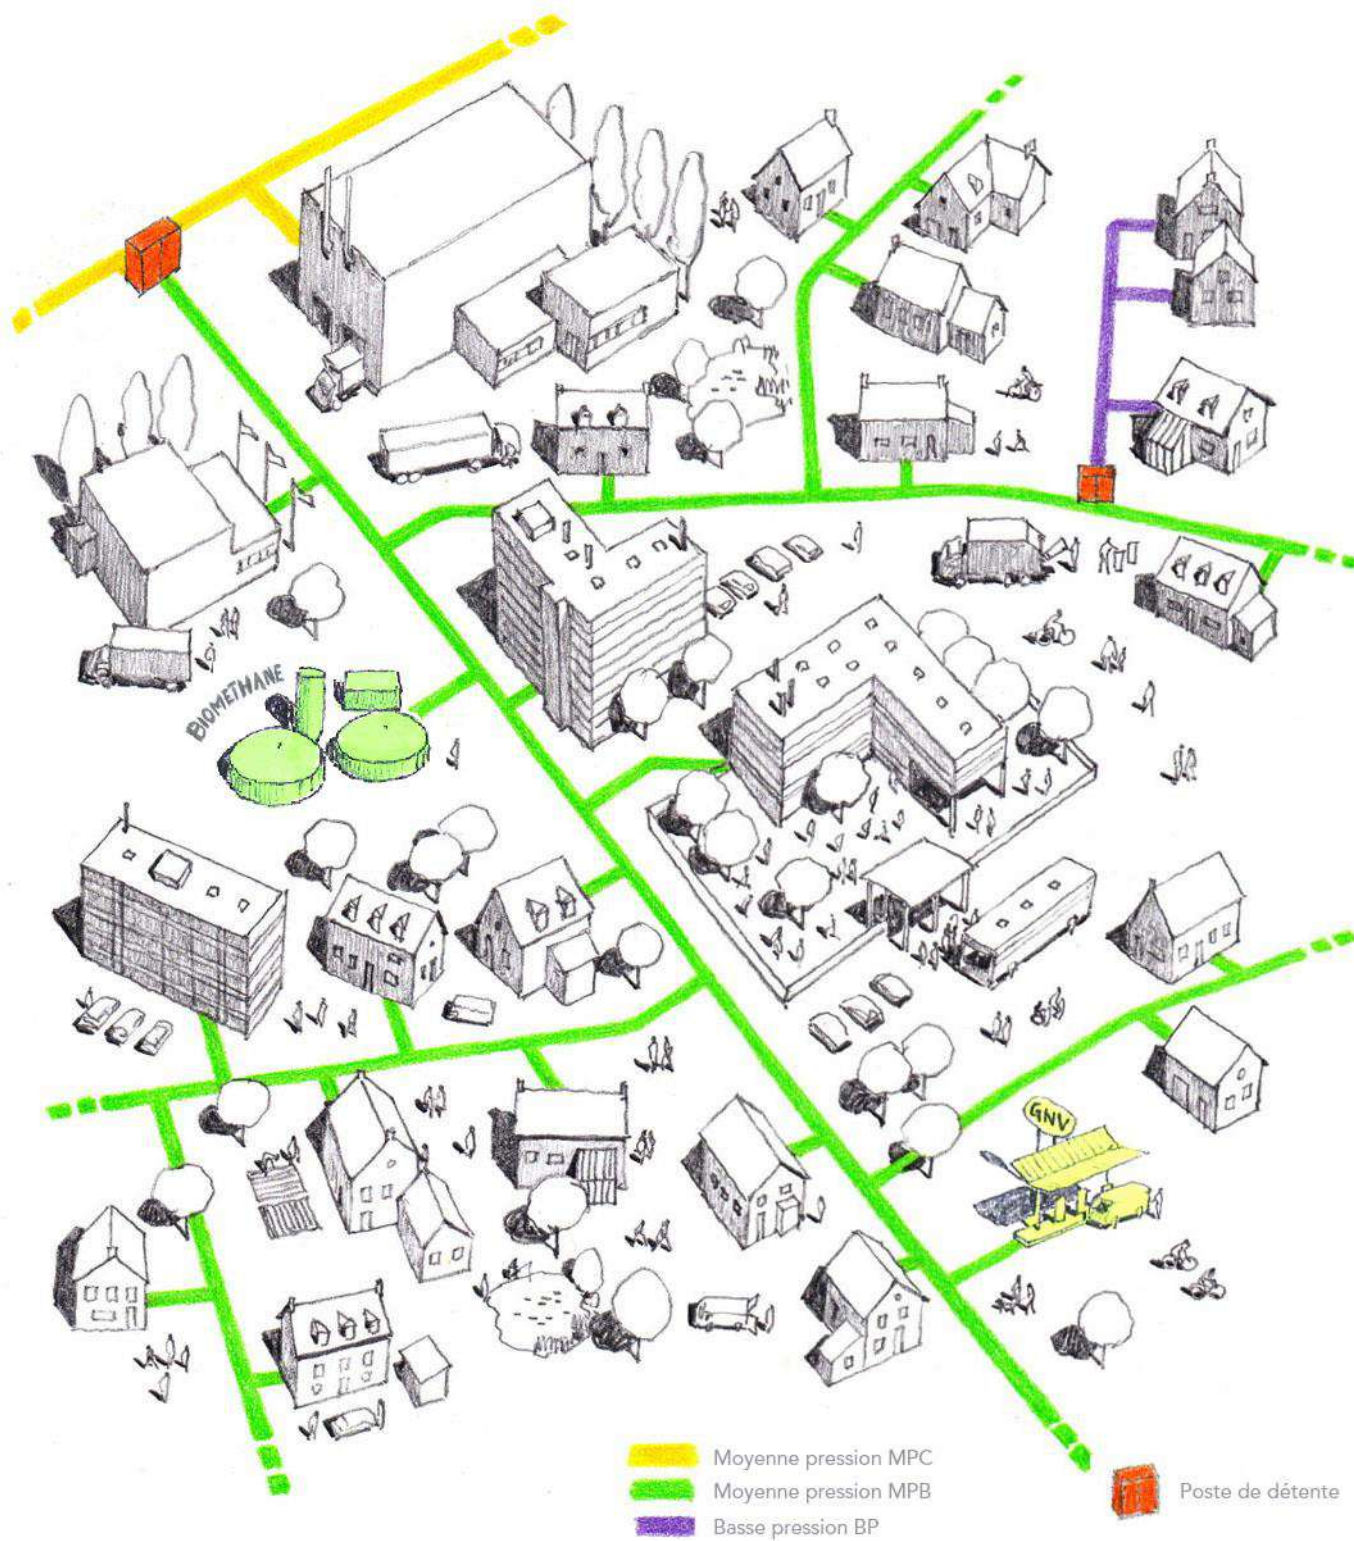 BIOMETHANE
GNV
Moyenne pression MPC
Moyenne pression MPB
Basse pression BP
Poste de détente